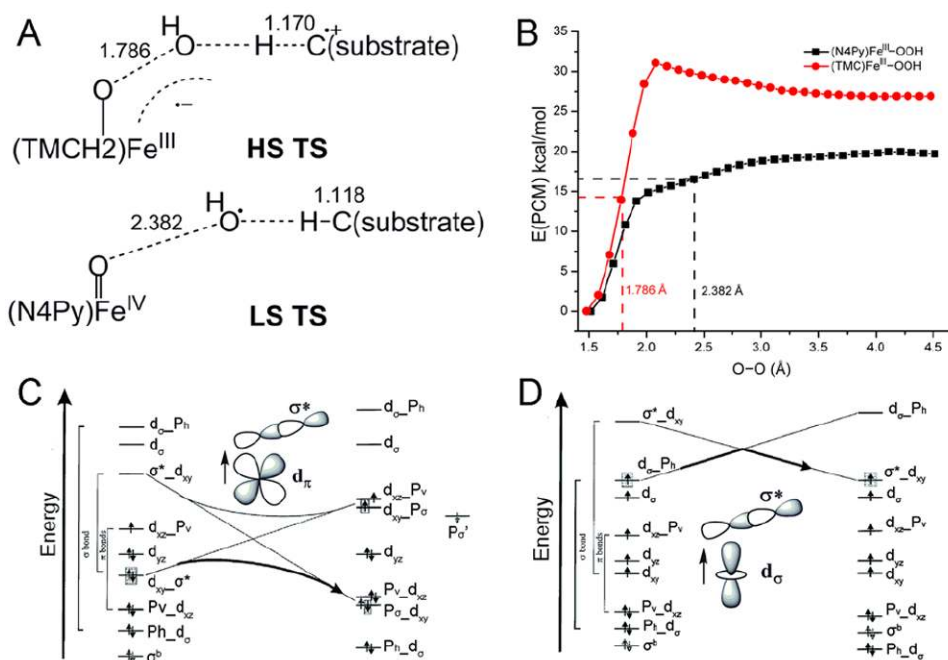 A
H
1.170
•+
1.786
O
H
C(substrate)
O
•–
(TMCH2)Fe^III
HS TS
H
1.118
O•
H–C(substrate)
2.382
O
(N4Py)Fe^IV
LS TS
B
(N4Py)Fe^III–OOH
(TMC)Fe^III–OOH
E(PCM) kcal/mol
35
30
25
20
15
10
5
0
1.786 Å
2.382 Å
1.5 2.0 2.5 3.0 3.5 4.0 4.5
O–O (Å)
C
Energy
σ bond
π bonds
dσ_Ph
dσ
σ*_dxy
dxz_Pv
dyz
dxy_σ*
Pv_dxz
Ph_dσ
σᵇ
σ*
dπ
dσ_Ph
dσ
dxz_Pv
dxy_Pσ
Pσ'
dyz
Pv_dxz
Pσ_dxy
Ph_dσ
D
Energy
σ bond
π bonds
σ*_dxy
dσ_Ph
dσ
dxz_Pv
dyz
dxy
Pv_dxz
Ph_dσ
σᵇ
σ*
dσ
dσ_Ph
σ*_dxy
dσ
dxz_Pv
dyz
dxy
Pv_dxz
σᵇ
Ph_dσ